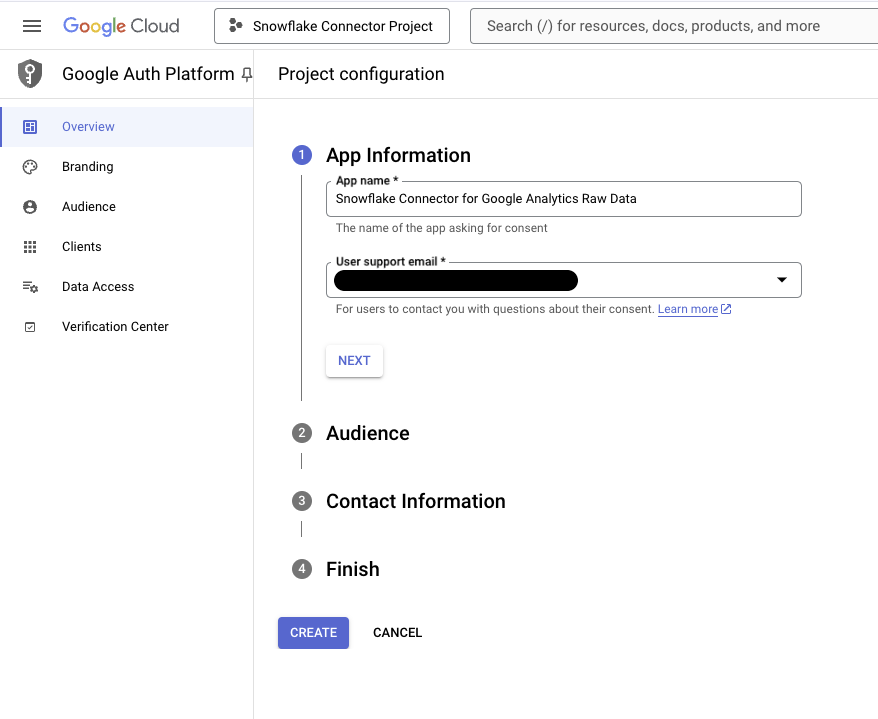 Google Cloud
Snowflake Connector Project
Search (/) for resources, docs, products, and more
Google Auth Platform
Project configuration
Overview
Branding
Audience
Clients
Data Access
Verification Center
1 App Information
App name *
Snowflake Connector for Google Analytics Raw Data
The name of the app asking for consent
User support email *
For users to contact you with questions about their consent. Learn more
NEXT
2 Audience
3 Contact Information
4 Finish
CREATE
CANCEL